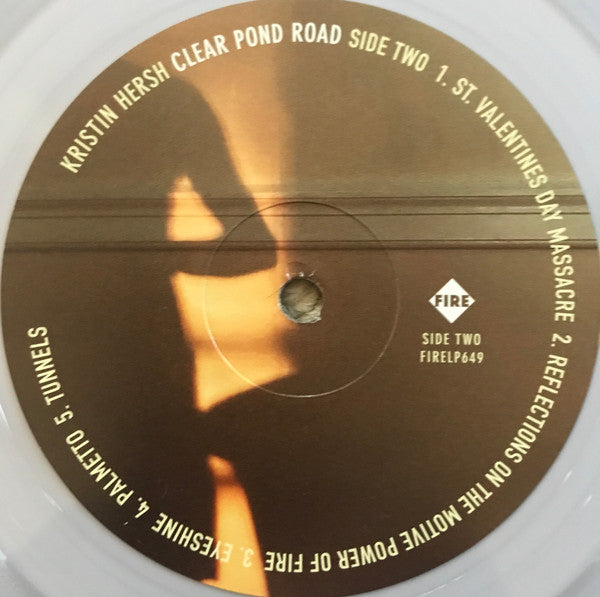 KRISTIN HERSH CLEAR POND ROAD SIDE TWO 1. ST. VALENTINES DAY MASSACRE 2. REFLECTIONS ON THE MOTIVE POWER OF FIRE 3. EYESHINE 4. PALMETTO 5. TUNNELS
FIRE
SIDE TWO
FIRELP649